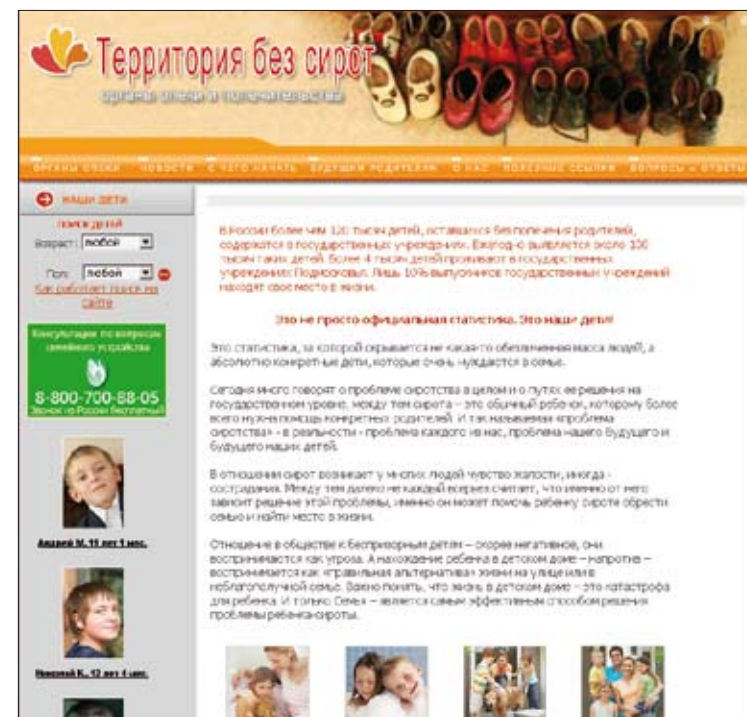 Территория без сирот
органы опеки и попечительства
ОРГАНЫ ОПЕКИ НОВОСТИ С ЧЕГО НАЧАТЬ БУДУЩИМ РОДИТЕЛЯМ О НАС ПОЛЕЗНЫЕ ССЫЛКИ ВОПРОСЫ И ОТВЕТЫ
НАШИ ДЕТИ
ПОИСК ДЕТЕЙ
Возраст: любой
Пол: любой
Как работает поиск на
сайте
Консультации по вопросам
семейного устройства
8-800-700-88-05
Звонок из России бесплатный
Андрей М., 11 лет 1 мес.
Николай К., 12 лет 4 мес.
В России более чем 120 тысяч детей, оставшихся без попечения родителей,
содержатся в государственных учреждениях. Ежегодно выявляется около 100
тысяч таких детей. Более 4 тысяч детей проживают в государственных
учреждениях Подмосковья. Лишь 10% выпускников государственных учреждений
находят свое место в жизни.
Это не просто официальная статистика. Это наши дети!
Это статистика, за которой скрывается не какая-то обезличенная масса людей, а
абсолютно конкретные дети, которые очень нуждаются в семье.
Сегодня много говорят о проблеме сиротства в целом и о путях ее решения на
государственном уровне, между тем сирота – это обычный ребенок, которому более
всего нужна помощь конкретных родителей. И так называемая «проблема
сиротства» - в реальности - проблема каждого из нас, проблема нашего будущего и
будущего наших детей.
В отношении сирот возникает у многих людей чувство жалости, иногда -
сострадания. Между тем далеко не каждый всерьез считает, что именно от него
зависит решение этой проблемы, именно он может помочь ребенку сироте обрести
семью и найти место в жизни.
Отношение в обществе к беспризорным детям – скорее негативное, они
воспринимаются как угроза. А нахождение ребенка в детском доме – напротив –
воспринимается как «правильная альтернатива» жизни на улице или в
неблагополучной семье. Важно понять, что жизнь в детском доме – это катастрофа
для ребенка. И только Семья – является самым эффективным способом решения
проблемы ребенка-сироты.